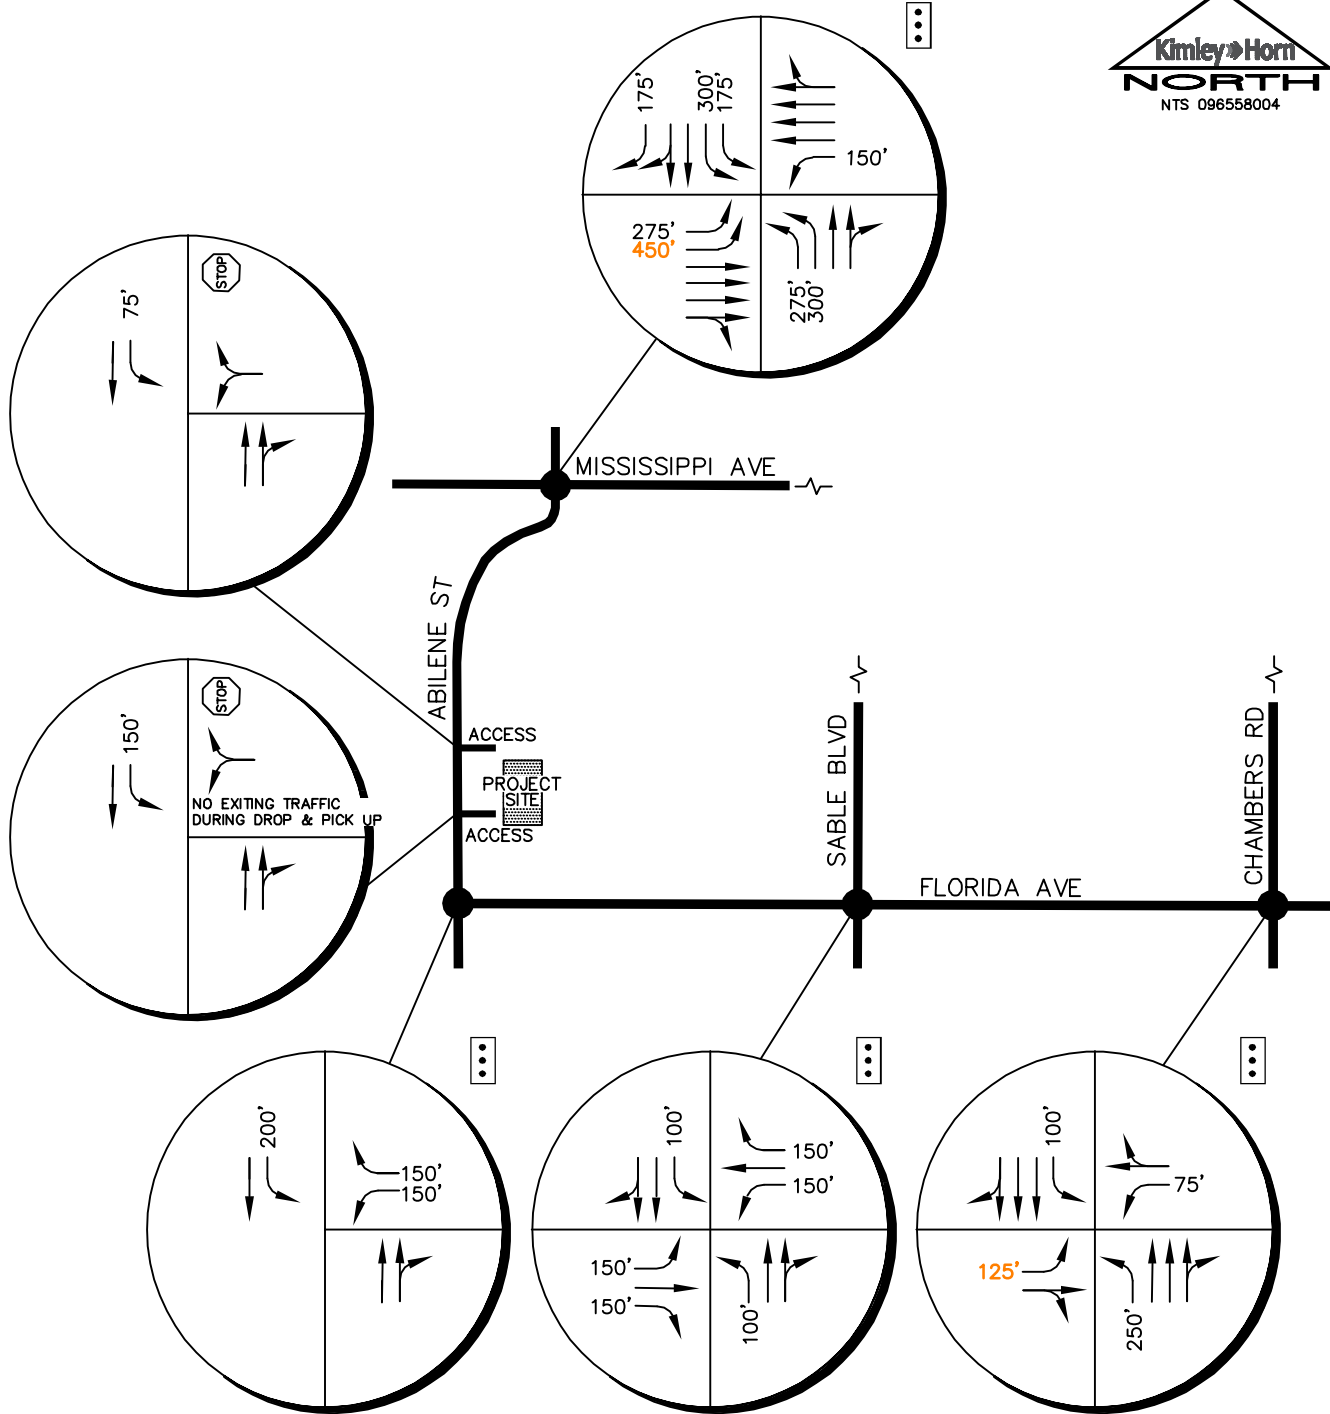 Kimley»Horn
NORTH
NTS 096558004
175'
300'
175'
150'
275'
450'
275'
300'
75'
STOP
MISSISSIPPI AVE
ABILENE ST
STOP
150'
NO EXITING TRAFFIC
DURING DROP & PICK UP
ACCESS
PROJECT
SITE
ACCESS
SABLE BLVD
CHAMBERS RD
FLORIDA AVE
200'
150'
150'
100'
150'
150'
150'
150'
100'
100'
75'
125'
250'